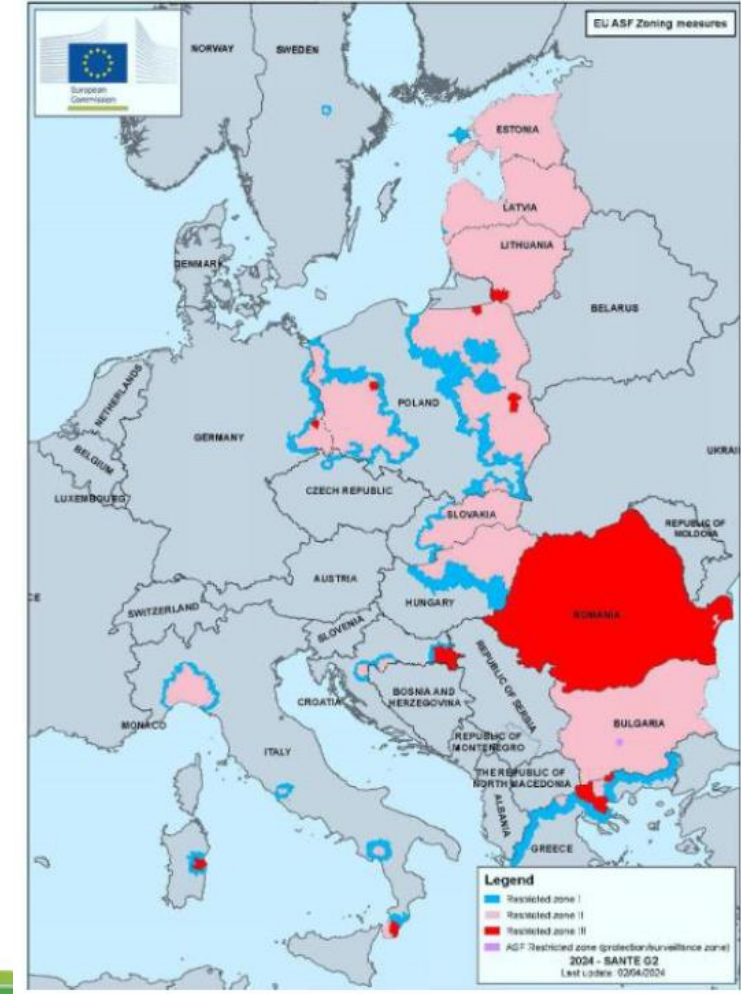 EU ASF Zoning measures
European
Commission
NORWAY
SWEDEN
ESTONIA
LATVIA
LITHUANIA
DENMARK
BELARUS
NETHERLANDS
POLAND
GERMANY
BELGIUM
UKRAI
LUXEMBOURG
CZECH REPUBLIC
SLOVAKIA
REPUBLIC OF
MOLDOVA
AUSTRIA
CE
HUNGARY
SWITZERLAND
ROMANIA
SLOVENIA
CROATIA
BOSNIA AND
HERZEGOVINA
REPUBLIC OF SERBIA
MONACO
BULGARIA
ITALY
REPUBLIC OF
MONTENEGRO
THE REPUBLIC OF
NORTH MACEDONIA
ALBANIA
GREECE
Legend
Restricted zone I
Restricted zone II
Restricted zone III
ASF Restricted zone (protection/surveillance zone)
2024 - SANTE G2
Last update: 02/04/2024